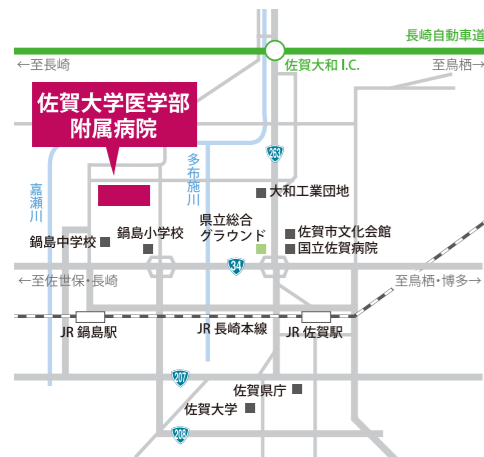 長崎自動車道
←至長崎
佐賀大和 I.C.
至鳥栖→
佐賀大学医学部
附属病院
263
多布施川
嘉瀬川
大和工業団地
県立総合
グラウンド
佐賀市文化会館
国立佐賀病院
鍋島小学校
鍋島中学校
34
←至佐世保・長崎
至鳥栖・博多→
JR 鍋島駅
JR 長崎本線
JR 佐賀駅
207
佐賀県庁
佐賀大学
208